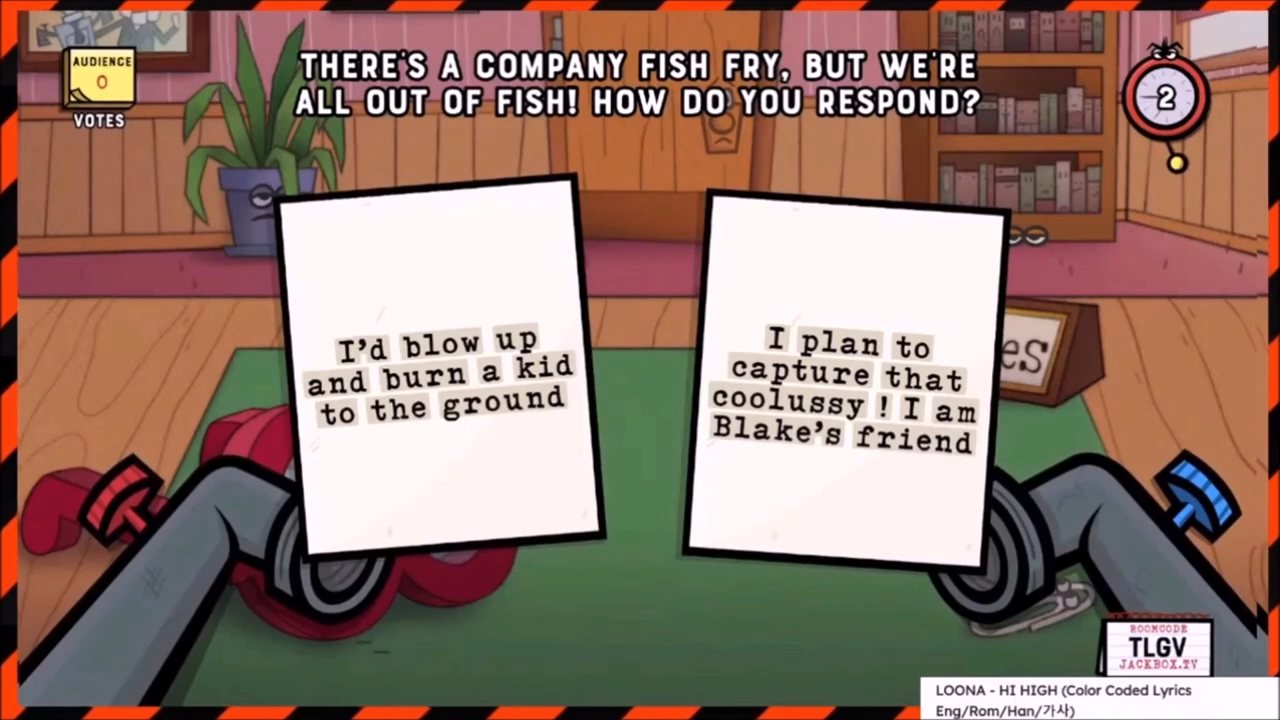 AUDIENCE
0
VOTES
THERE'S A COMPANY FISH FRY, BUT WE'RE
ALL OUT OF FISH! HOW DO YOU RESPOND?
2
I'd blow up
and burn a kid
to the ground
I plan to
capture that
coolussy ! I am
Blake's friend
es
ROOMCODE
TLGV
JACKBOX.TV
LOONA - HI HIGH (Color Coded Lyrics
Eng/Rom/Han/가사)